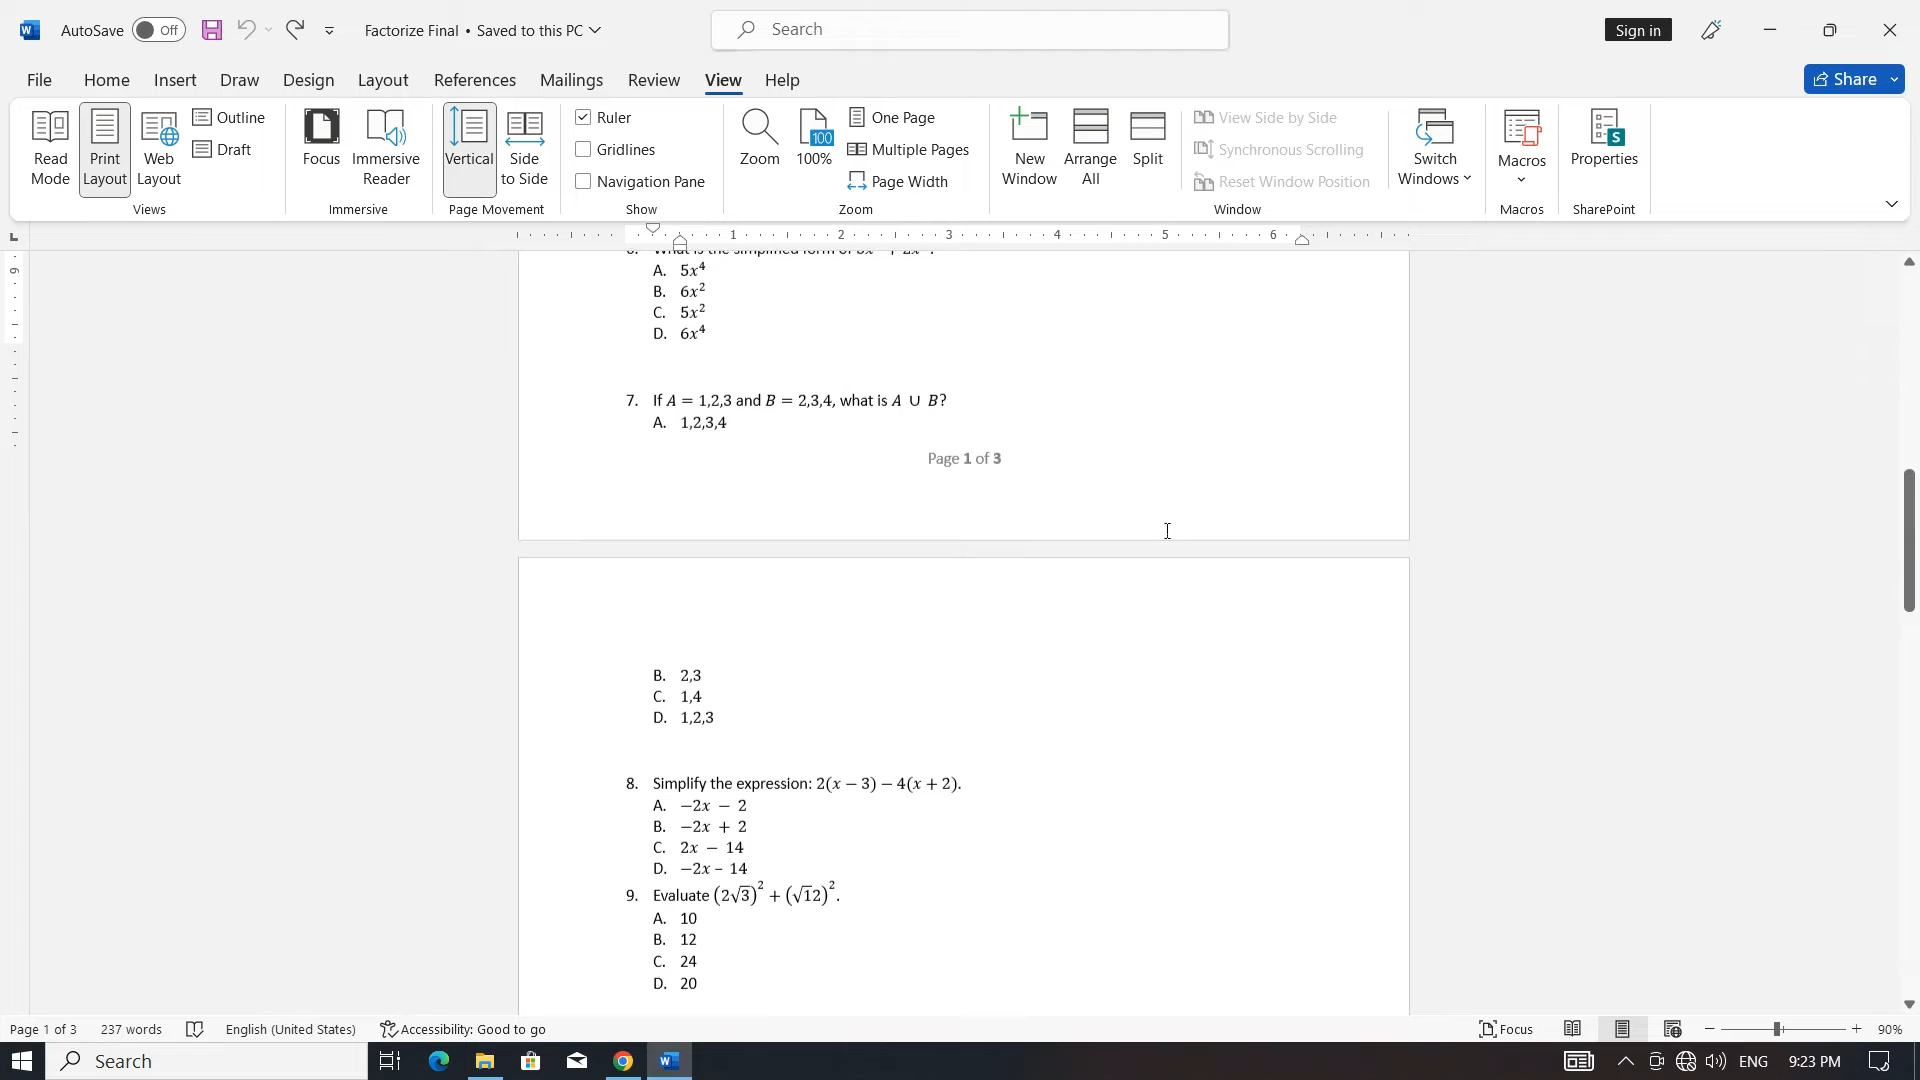 AutoSave Off Factorize Final • Saved to this PC Search Sign in
File Home Insert Draw Design Layout References Mailings Review View Help Share
Read Mode
Print Layout
Web Layout
Outline
Draft
Views
Focus
Immersive Reader
Immersive
Vertical
Side to Side
Page Movement
Ruler
Gridlines
Navigation Pane
Show
Zoom
100
100%
One Page
Multiple Pages
Page Width
Zoom
New Window
Arrange All
Split
View Side by Side
Synchronous Scrolling
Reset Window Position
Window
Switch Windows
Macros
Macros
Properties
SharePoint
1 2 3 4 5 6
9
A. 5x⁴
B. 6x²
C. 5x²
D. 6x⁴
7. If A = 1,2,3 and B = 2,3,4, what is A ∪ B?
A. 1,2,3,4
Page 1 of 3
B. 2,3
C. 1,4
D. 1,2,3
8. Simplify the expression: 2(x − 3) − 4(x + 2).
A. −2x − 2
B. −2x + 2
C. 2x − 14
D. −2x – 14
9. Evaluate (2√3)² + (√12)².
A. 10
B. 12
C. 24
D. 20
Page 1 of 3 237 words English (United States) Accessibility: Good to go Focus 90%
Search ENG 9:23 PM